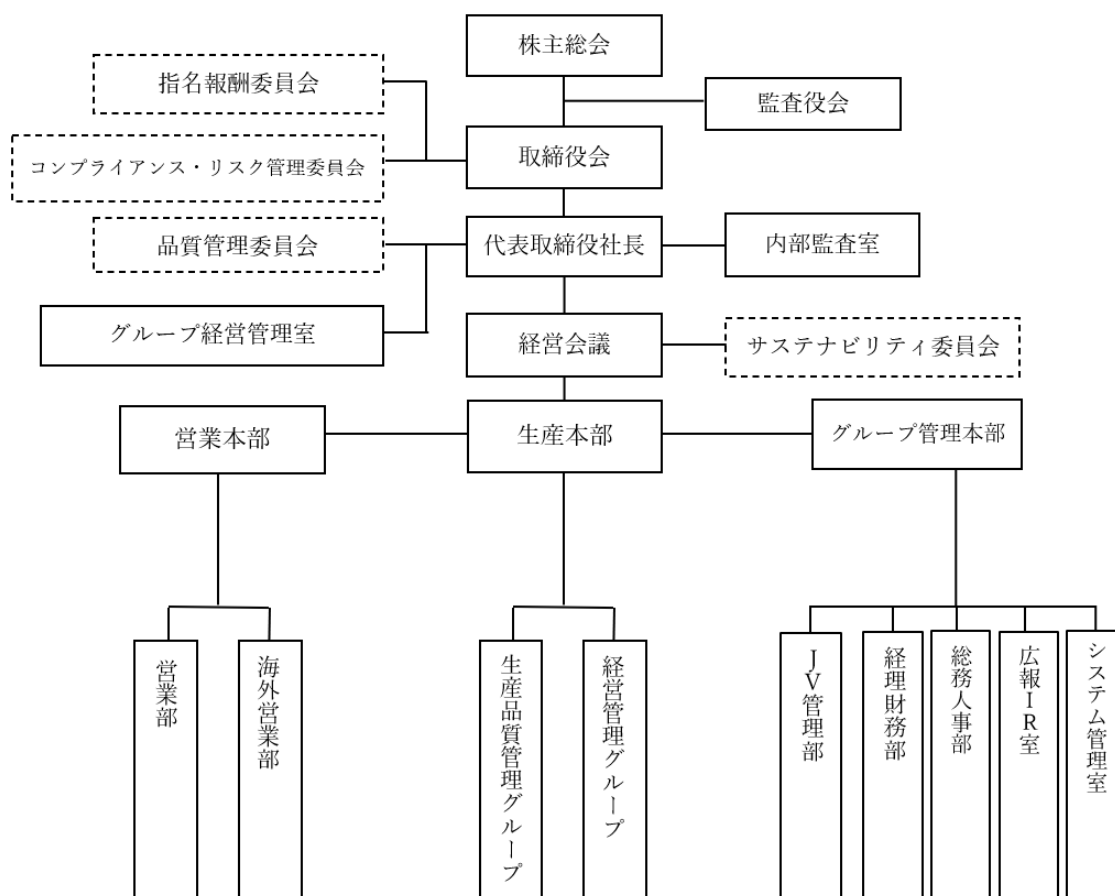 株主総会
指名報酬委員会
監査役会
取締役会
コンプライアンス・リスク管理委員会
品質管理委員会
代表取締役社長
内部監査室
グループ経営管理室
経営会議
サステナビリティ委員会
営業本部
生産本部
グループ管理本部
営業部
海外営業部
生産品質管理グループ
経営管理グループ
JV管理部
経理財務部
総務人事部
広報IR室
システム管理室